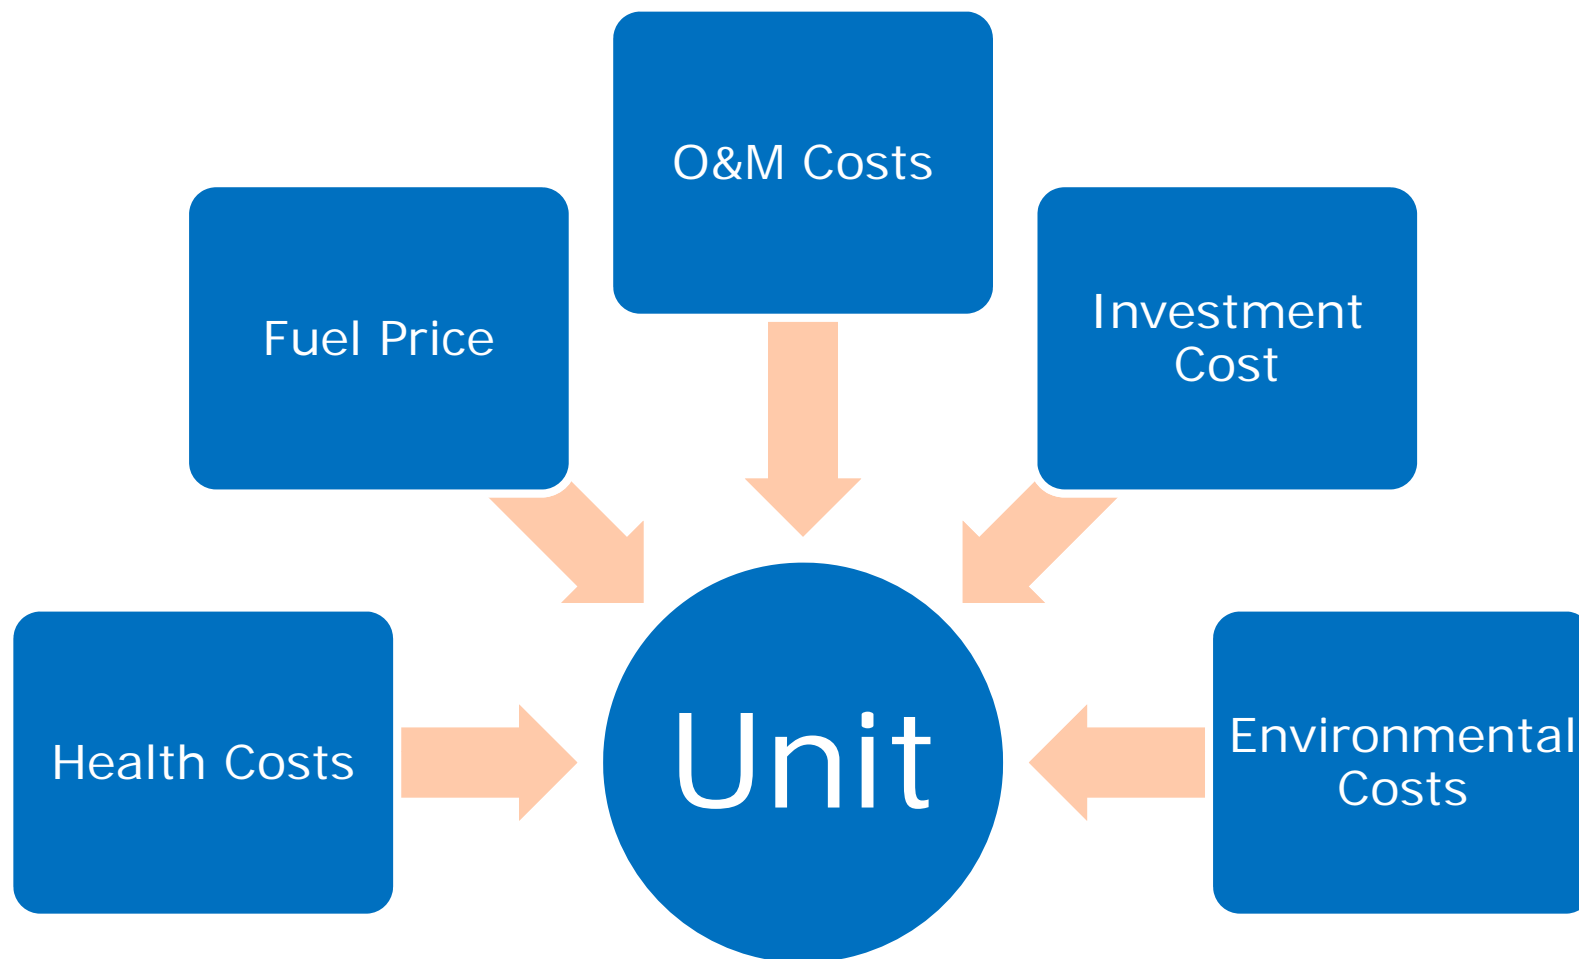 O&M Costs
Fuel Price
Investment
Cost
Health Costs
Unit
Environmental
Costs